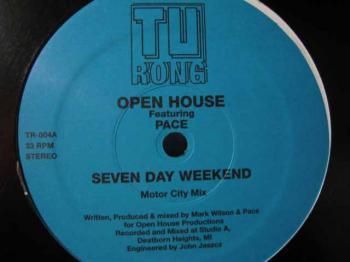 TU
RONG
OPEN HOUSE
Featuring
PACE
TR-004A
33 RPM
STEREO
SEVEN DAY WEEKEND
Motor City Mix
Written, Produced & mixed by Mark Wilson & Pace
for Open House Productions
Recorded and Mixed at Studio A,
Dearborn Heights, MI
Engineered by John Jaszcz